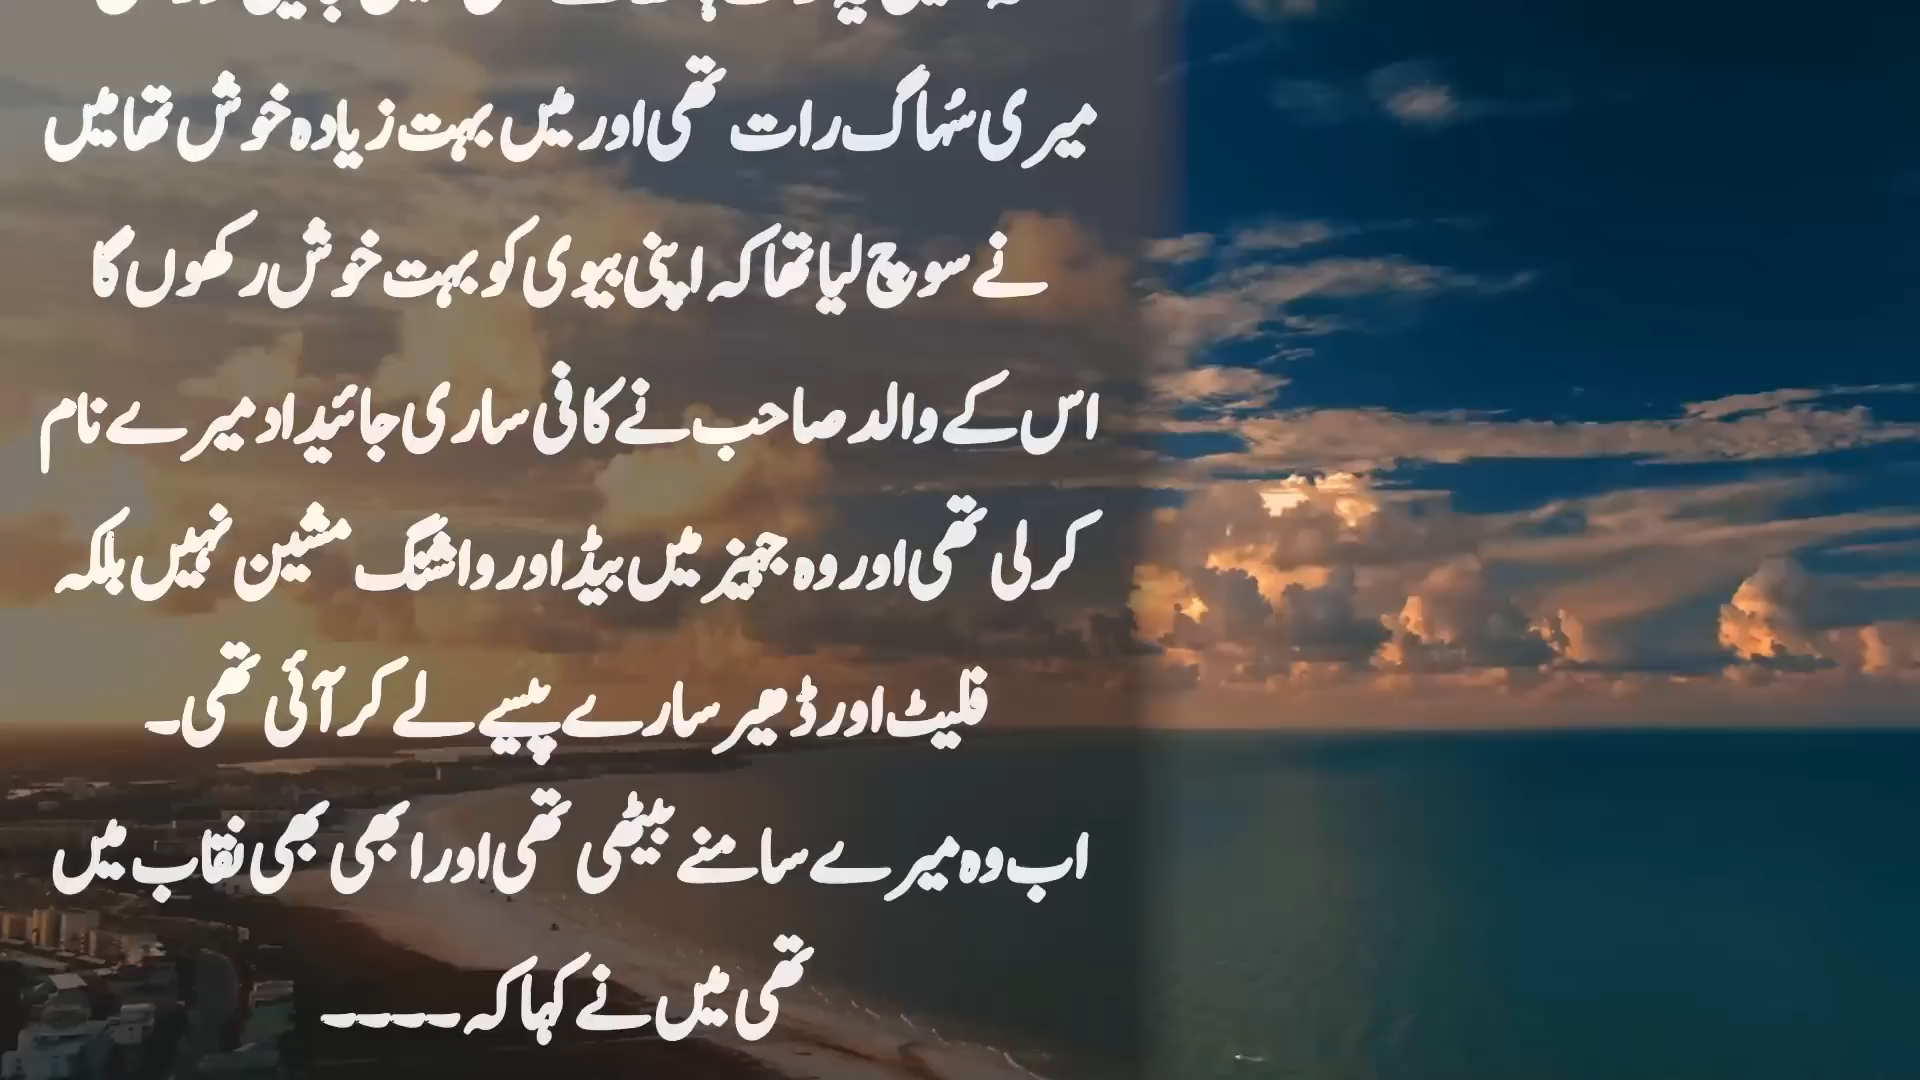 میری سُہاگ رات تھی اور میں بہت زیادہ خوش تھا میں
نے سوچ لیا تھا کہ اپنی بیوی کو بہت خوش رکھوں گا
اس کے والد صاحب نے کافی ساری جائیداد میرے نام
کر لی تھی اور وہ جہیز میں بیڈ اور واشنگ مشین نہیں بلکہ
فلیٹ اور ڈھیر سارے پیسے لے کر آئی تھی۔
اب وہ میرے سامنے بیٹھی تھی اور ابھی بھی نقاب میں
تھی میں نے کہا کہ ۔۔۔۔